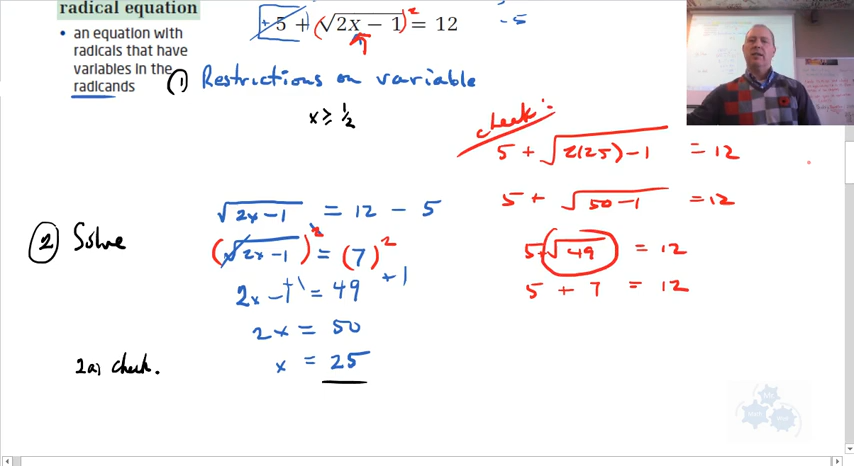 radical equation
• an equation with
radicals that have
variables in the
radicands
5 + (√2x − 1)² = 12
− 5
① Restrictions on variable
x ≥ 1/2
check:
5 + √2(25) − 1 = 12
5 + √50 − 1 = 12
5 + √49 = 12
5 + 7 = 12
② Solve
√2x − 1 = 12 − 5
(√2x − 1)² = (7)²
2x − 1 = 49 + 1
2x = 50
x = 25
2a) check.